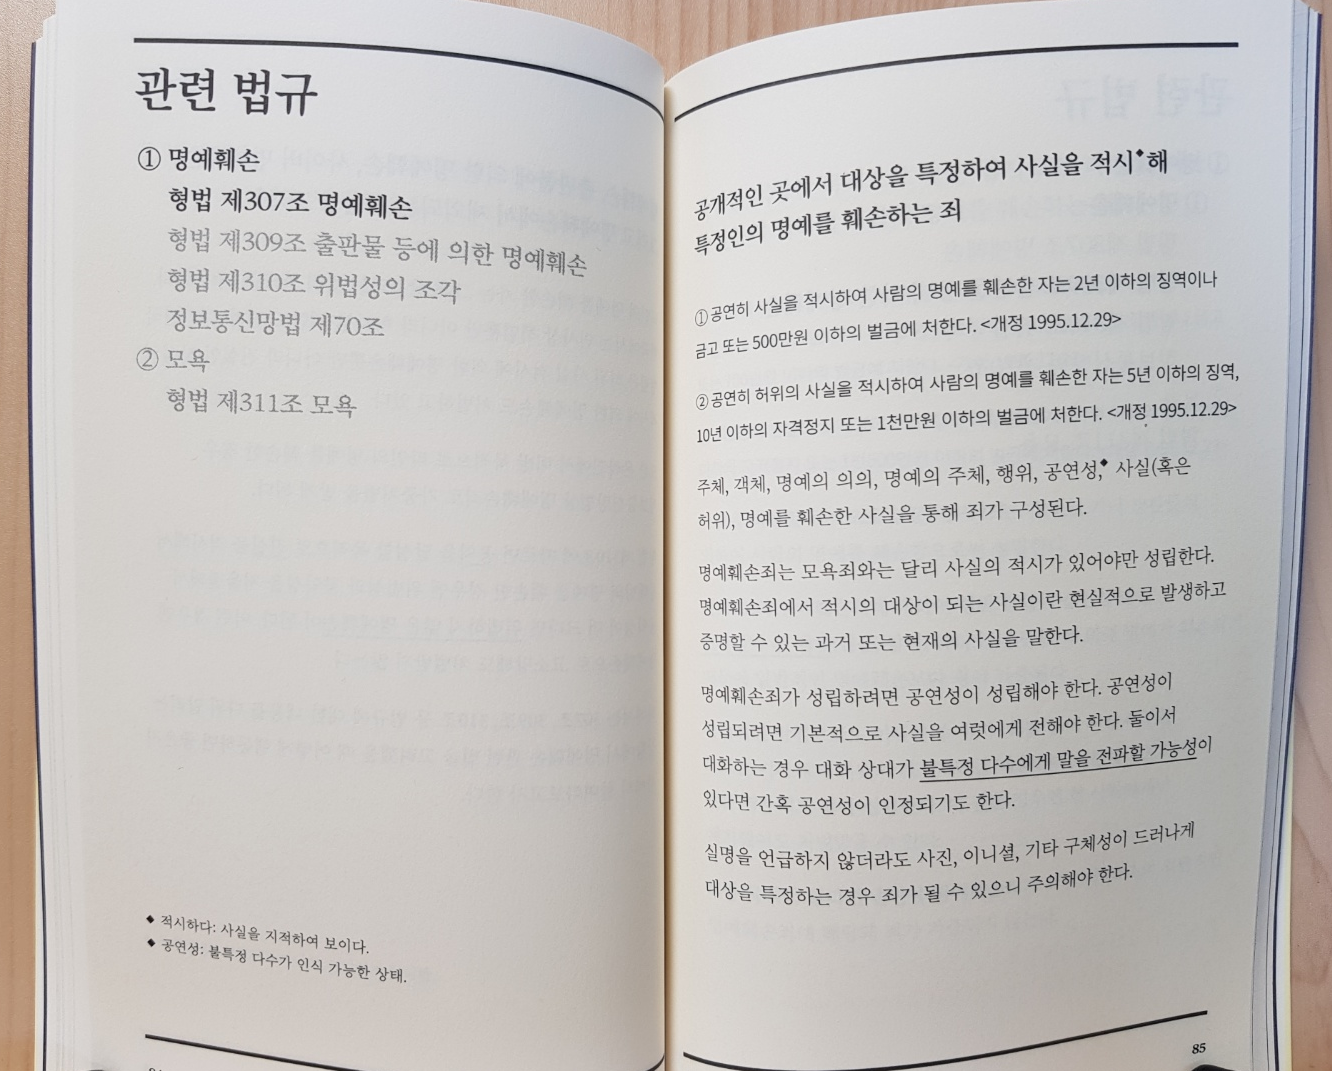 관련 법규
① 명예훼손
형법 제307조 명예훼손
형법 제309조 출판물 등에 의한 명예훼손
형법 제310조 위법성의 조각
정보통신망법 제70조
② 모욕
형법 제311조 모욕
◆ 적시하다: 사실을 지적하여 보이다.
◆ 공연성: 불특정 다수가 인식 가능한 상태.
공개적인 곳에서 대상을 특정하여 사실을 적시◆해
특정인의 명예를 훼손하는 죄
①공연히 사실을 적시하여 사람의 명예를 훼손한 자는 2년 이하의 징역이나
금고 또는 500만원 이하의 벌금에 처한다. <개정 1995.12.29>
②공연히 허위의 사실을 적시하여 사람의 명예를 훼손한 자는 5년 이하의 징역,
10년 이하의 자격정지 또는 1천만원 이하의 벌금에 처한다. <개정 1995.12.29>
주체, 객체, 명예의 의의, 명예의 주체, 행위, 공연성,◆ 사실(혹은
허위), 명예를 훼손한 사실을 통해 죄가 구성된다.
명예훼손죄는 모욕죄와는 달리 사실의 적시가 있어야만 성립한다.
명예훼손죄에서 적시의 대상이 되는 사실이란 현실적으로 발생하고
증명할 수 있는 과거 또는 현재의 사실을 말한다.
명예훼손죄가 성립하려면 공연성이 성립해야 한다. 공연성이
성립되려면 기본적으로 사실을 여럿에게 전해야 한다. 둘이서
대화하는 경우 대화 상대가 불특정 다수에게 말을 전파할 가능성이
있다면 간혹 공연성이 인정되기도 한다.
실명을 언급하지 않더라도 사진, 이니셜, 기타 구체성이 드러나게
대상을 특정하는 경우 죄가 될 수 있으니 주의해야 한다.
85